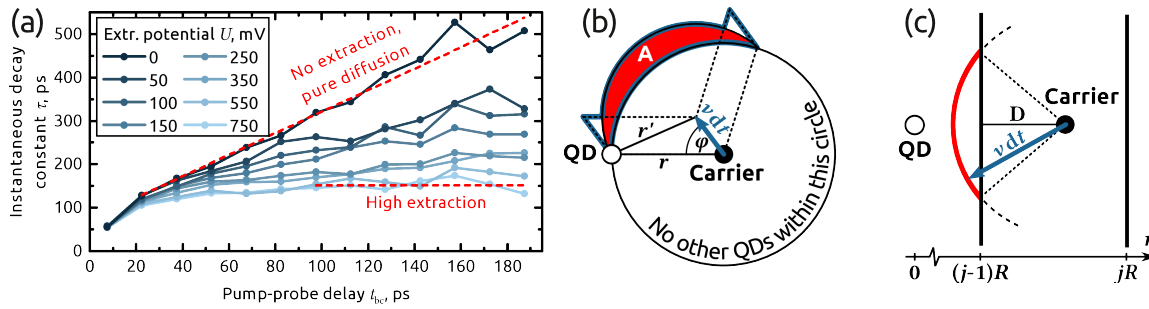 (a)
Instantaneous decay
constant τ, ps
500
400
300
200
100
0
Extr. potential U, mV
0
250
50
350
100
550
150
750
No extraction,
pure diffusion
High extraction
0
20
40
60
80
100
120
140
160
180
Pump-probe delay t_bc, ps
(b)
A
v dt
r'
φ
QD
r
Carrier
No other QDs within this circle
(c)
Carrier
D
QD
v dt
r
0
(j-1)R
jR